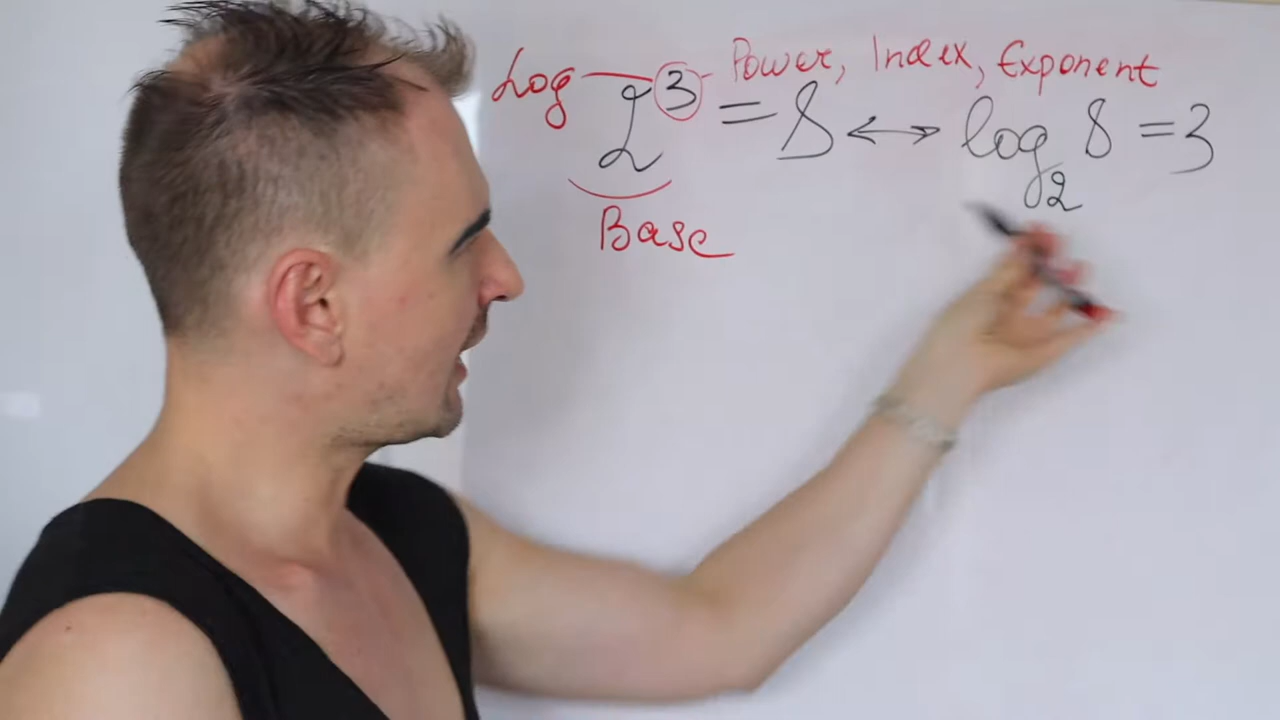 Log — 2³ – Power, Index, Exponent
= 8 ↔ log₂ 8 = 3
Base